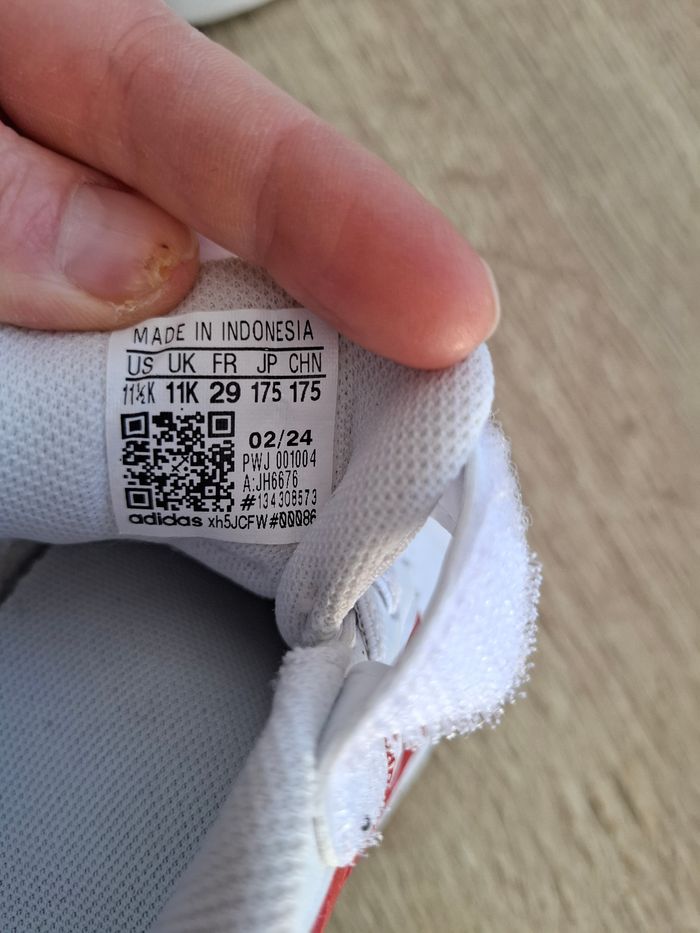 MADE IN INDONESIA
US UK FR JP CHN
11½K 11K 29 175 175
02/24
PWJ 001004
A:JH6676
#134308573
adidas xh5JCFW#00086